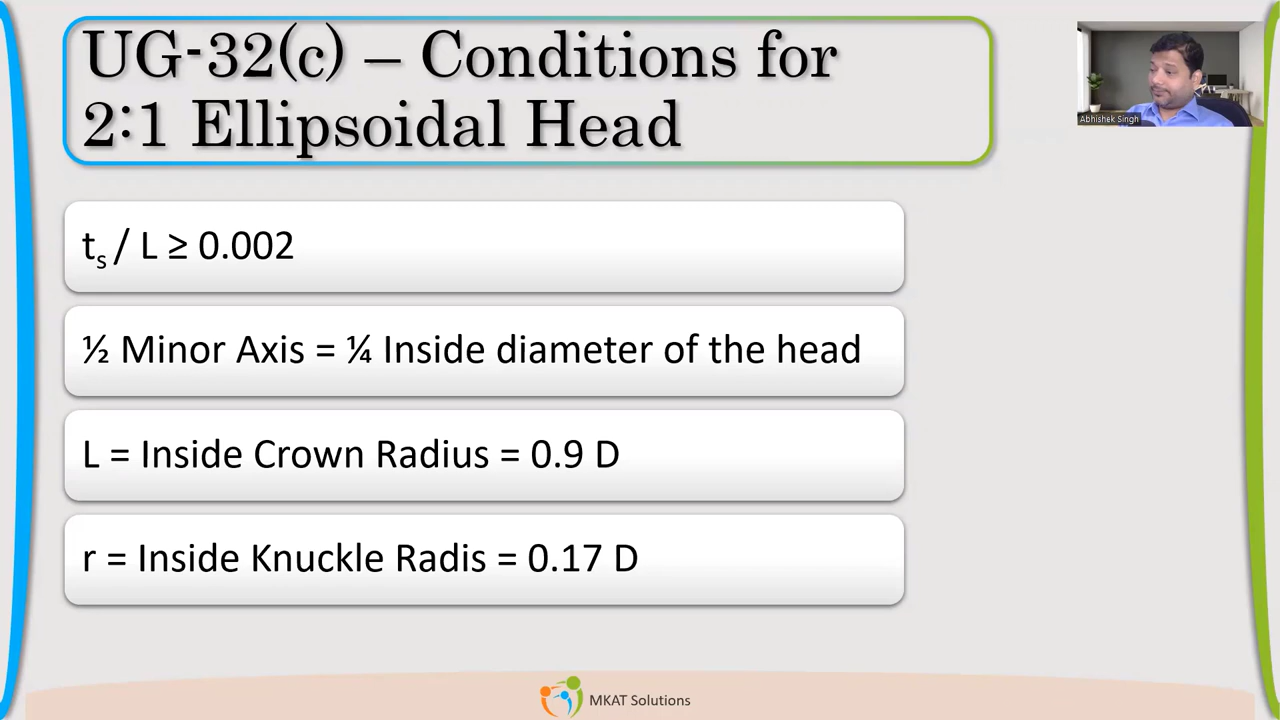 UG-32(c) – Conditions for
2:1 Ellipsoidal Head
Abhishek Singh
ts / L ≥ 0.002
½ Minor Axis = ¼ Inside diameter of the head
L = Inside Crown Radius = 0.9 D
r = Inside Knuckle Radis = 0.17 D
MKAT Solutions